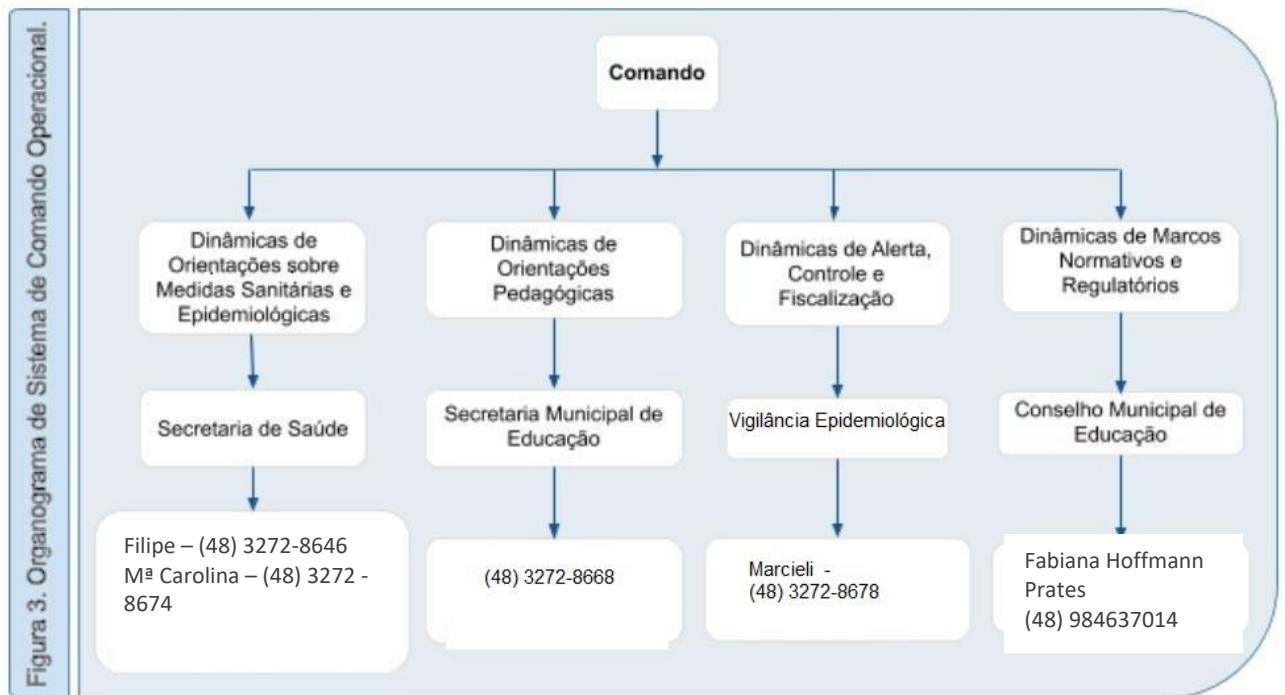 Figura 3. Organograma de Sistema de Comando Operacional.
Comando
Dinâmicas de
Orientações sobre
Medidas Sanitárias e
Epidemiológicas
Dinâmicas de
Orientações
Pedagógicas
Dinâmicas de Alerta,
Controle e
Fiscalização
Dinâmicas de Marcos
Normativos e
Regulatórios
Secretaria de Saúde
Secretaria Municipal de
Educação
Vigilância Epidemiológica
Conselho Municipal de
Educação
Filipe – (48) 3272-8646
Mª Carolina – (48) 3272 -
8674
(48) 3272-8668
Marcieli -
(48) 3272-8678
Fabiana Hoffmann
Prates
(48) 984637014